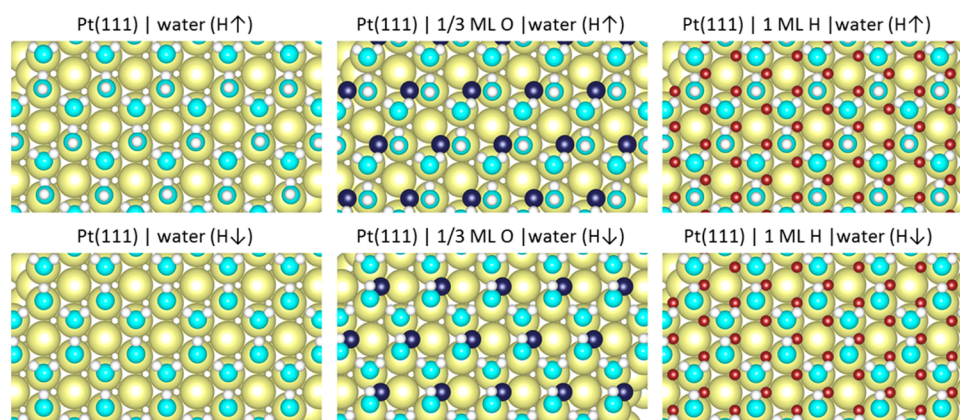 Pt(111) | water (H↑)
Pt(111) | 1/3 ML O |water (H↑)
Pt(111) | 1 ML H |water (H↑)
Pt(111) | water (H↓)
Pt(111) | 1/3 ML O |water (H↓)
Pt(111) | 1 ML H |water (H↓)